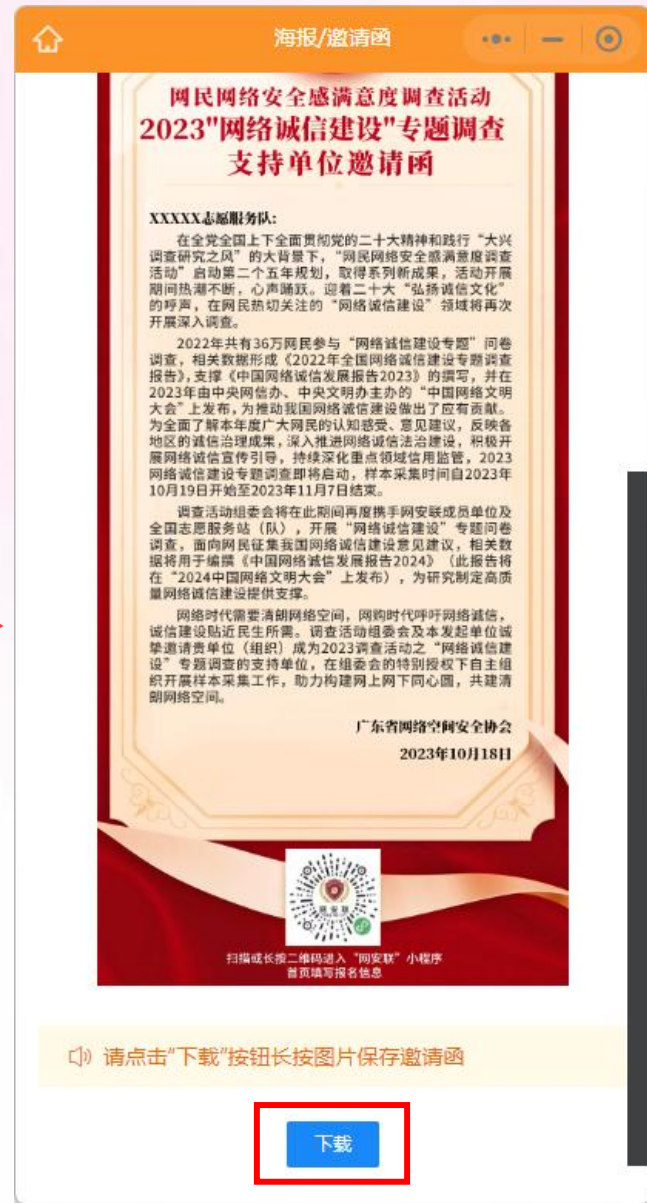 海报/邀请函
网民网络安全感满意度调查活动
2023"网络诚信建设"专题调查
支持单位邀请函
XXXXX志愿服务队:
在全党全国上下全面贯彻党的二十大精神和践行“大兴
调查研究之风”的大背景下，“网民网络安全感满意度调查
活动”启动第二个五年规划，取得系列新成果，活动开展
期间热潮不断，心声踊跃。迎着二十大“弘扬诚信文化”
的呼声，在网民热切关注的“网络诚信建设”领域将再次
开展深入调查。
2022年共有36万网民参与“网络诚信建设专题”问卷
调查，相关数据形成《2022年全国网络诚信建设专题调查
报告》，支撑《中国网络诚信发展报告2023》的撰写，并在
2023年由中央网信办、中央文明办主办的“中国网络文明
大会”上发布，为推动我国网络诚信建设做出了应有贡献。
为全面了解本年度广大网民的认知感受、意见建议，反映各
地区的诚信治理成果，深入推进网络诚信法治建设，积极开
展网络诚信宣传引导，持续深化重点领域信用监管，2023
网络诚信建设专题调查即将启动，样本采集时间自2023年
10月19日开始至2023年11月7日结束。
调查活动组委会将在此期间再度携手网安联成员单位及
全国志愿服务站（队），开展“网络诚信建设”专题问卷
调查，面向网民征集我国网络诚信建设意见建议，相关数
据将用于编撰《中国网络诚信发展报告2024》（此报告将
在“2024中国网络文明大会”上发布），为研究制定高质
量网络诚信建设提供支撑。
网络时代需要清朗网络空间，网购时代呼吁网络诚信，
诚信建设贴近民生所需。调查活动组委会及本发起单位诚
挚邀请贵单位（组织）成为2023调查活动之“网络诚信建
设”专题调查的支持单位，在组委会的特别授权下自主组
织开展样本采集工作，助力构建网上网下同心圆，共建清
朗网络空间。
广东省网络空间安全协会
2023年10月18日
网安联
扫描或长按二维码进入“网安联”小程序
首页填写报名信息
请点击“下载”按钮长按图片保存邀请函
下载